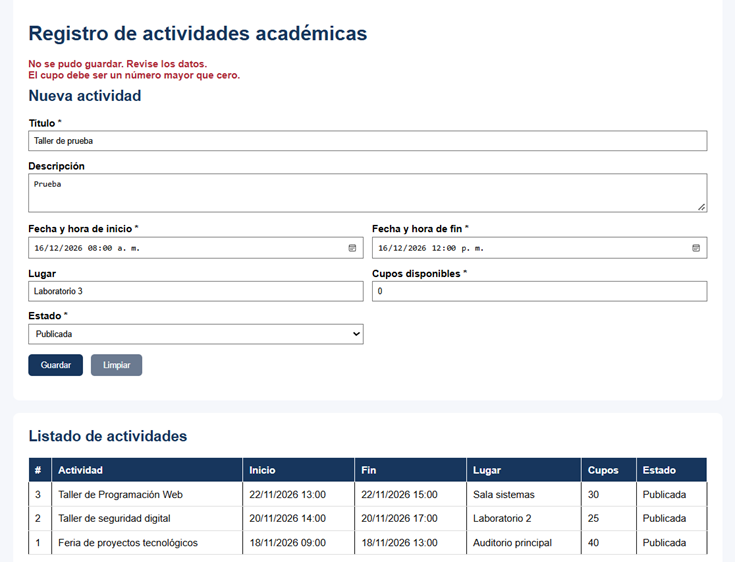 Registro de actividades académicas
No se pudo guardar. Revise los datos.
El cupo debe ser un número mayor que cero.
Nueva actividad
Título *
Taller de prueba
Descripción
Prueba
Fecha y hora de inicio * Fecha y hora de fin *
16/12/2026 08:00 a. m. 16/12/2026 12:00 p. m.
Lugar Cupos disponibles *
Laboratorio 3 0
Estado *
Publicada
Guardar Limpiar
Listado de actividades
# Actividad Inicio Fin Lugar Cupos Estado
3 Taller de Programación Web 22/11/2026 13:00 22/11/2026 15:00 Sala sistemas 30 Publicada
2 Taller de seguridad digital 20/11/2026 14:00 20/11/2026 17:00 Laboratorio 2 25 Publicada
1 Feria de proyectos tecnológicos 18/11/2026 09:00 18/11/2026 13:00 Auditorio principal 40 Publicada